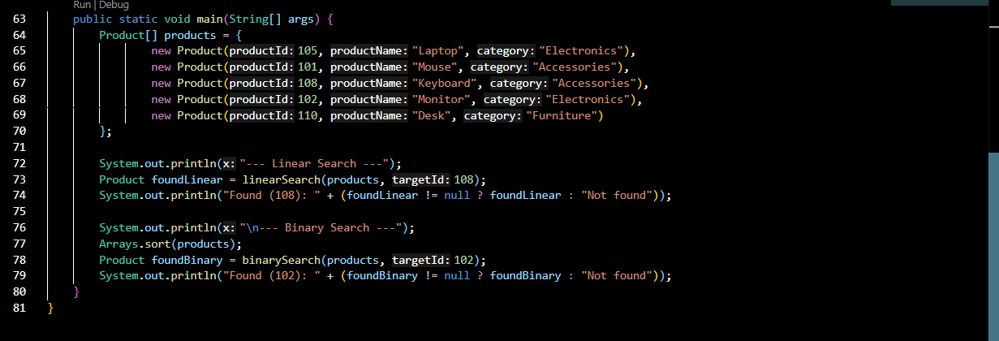 Run | Debug
63 public static void main(String[] args) {
64 Product[] products = {
65 new Product(productId: 105, productName: "Laptop", category: "Electronics"),
66 new Product(productId: 101, productName: "Mouse", category: "Accessories"),
67 new Product(productId: 108, productName: "Keyboard", category: "Accessories"),
68 new Product(productId: 102, productName: "Monitor", category: "Electronics"),
69 new Product(productId: 110, productName: "Desk", category: "Furniture")
70 };
71
72 System.out.println(x: "--- Linear Search ---");
73 Product foundLinear = linearSearch(products, targetId: 108);
74 System.out.println("Found (108): " + (foundLinear != null ? foundLinear : "Not found"));
75
76 System.out.println(x: "\n--- Binary Search ---");
77 Arrays.sort(products);
78 Product foundBinary = binarySearch(products, targetId: 102);
79 System.out.println("Found (102): " + (foundBinary != null ? foundBinary : "Not found"));
80 }
81 }